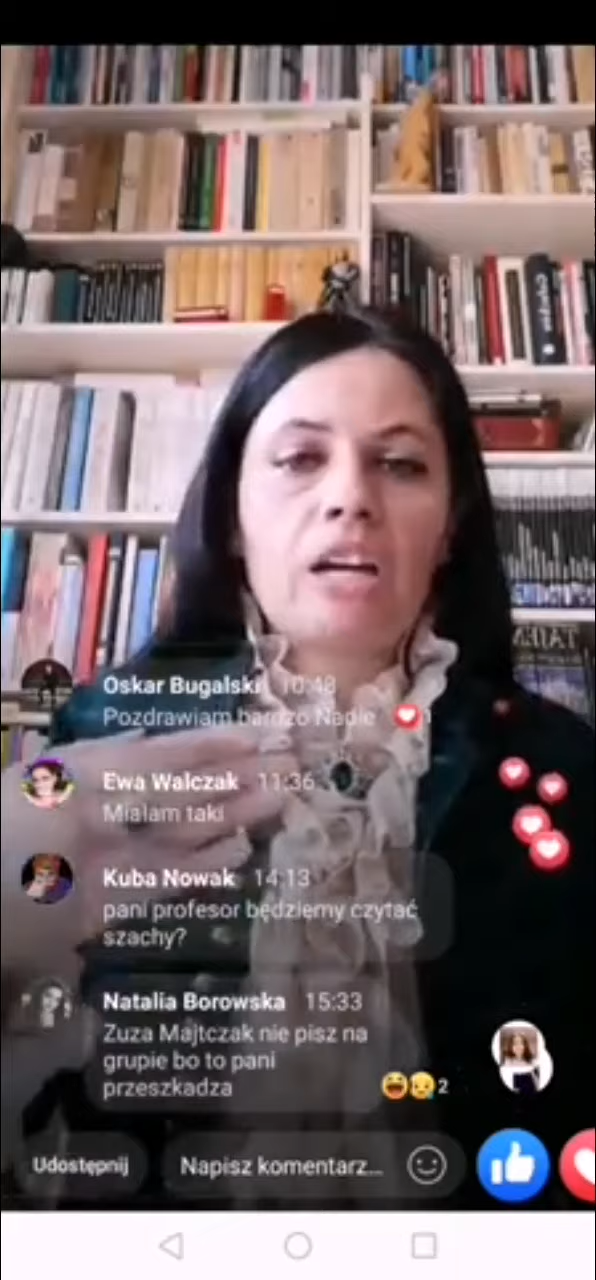 Oskar Bugalski 10:48
Pozdrawiam bardzo Nadię
1
Ewa Walczak 11:36
Miałam taki
Kuba Nowak 14:13
pani profesor będziemy czytać
szachy?
Natalia Borowska 15:33
Zuza Majtczak nie pisz na
grupie bo to pani
przeszkadza
2
Udostępnij
Napisz komentarz...